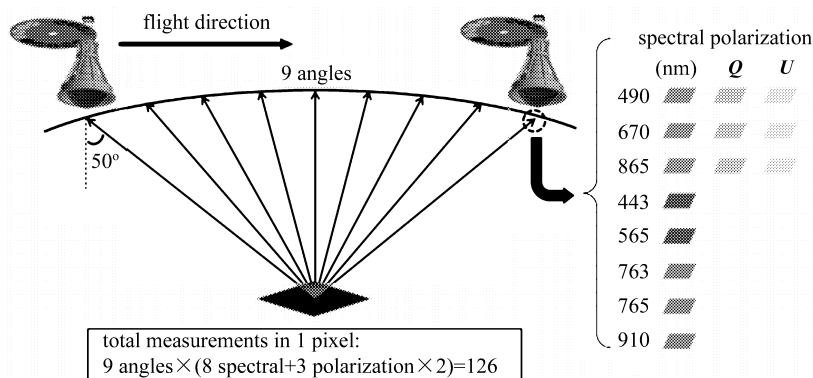 flight direction
9 angles
50°
spectral polarization
(nm) Q U
490
670
865
443
565
763
765
910
total measurements in 1 pixel:
9 angles×(8 spectral+3 polarization×2)=126